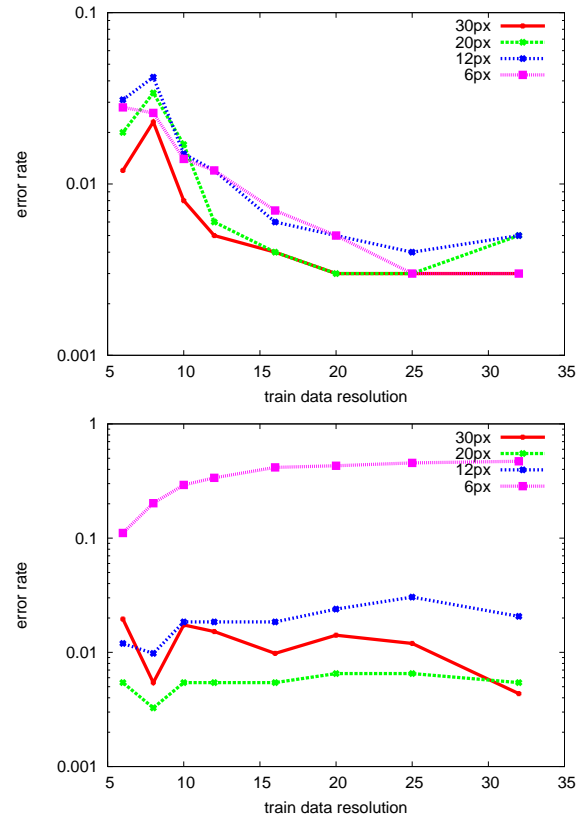 0.1
0.01
0.001
error rate
30px
20px
12px
6px
5 10 15 20 25 30 35
train data resolution
1
0.1
0.01
0.001
error rate
30px
20px
12px
6px
5 10 15 20 25 30 35
train data resolution